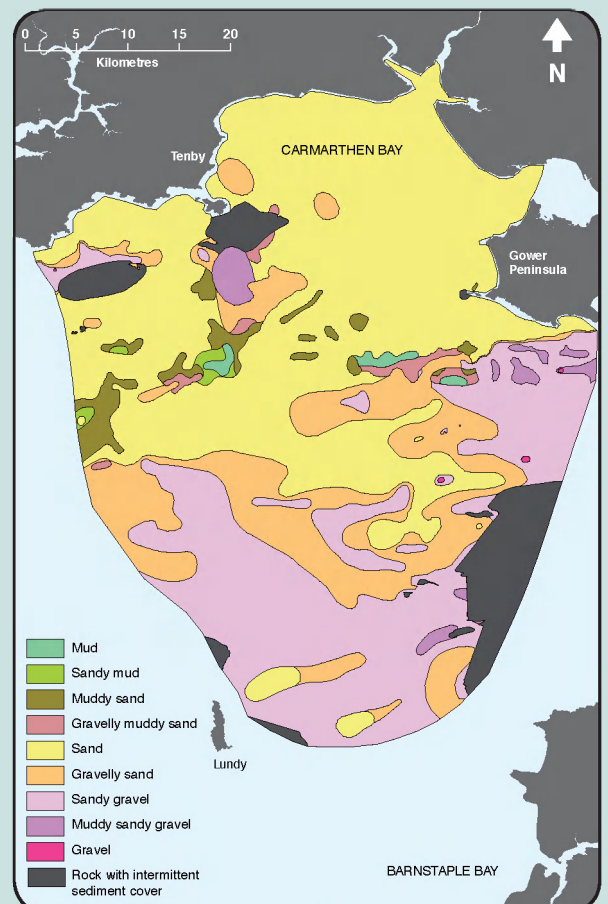 0 5 10 15 20
Kilometres
N
Tenby
CARMARTHEN BAY
Gower
Peninsula
Mud
Sandy mud
Muddy sand
Gravelly muddy sand
Sand
Gravelly sand
Sandy gravel
Muddy sandy gravel
Gravel
Rock with intermittent
sediment cover
Lundy
BARNSTAPLE BAY